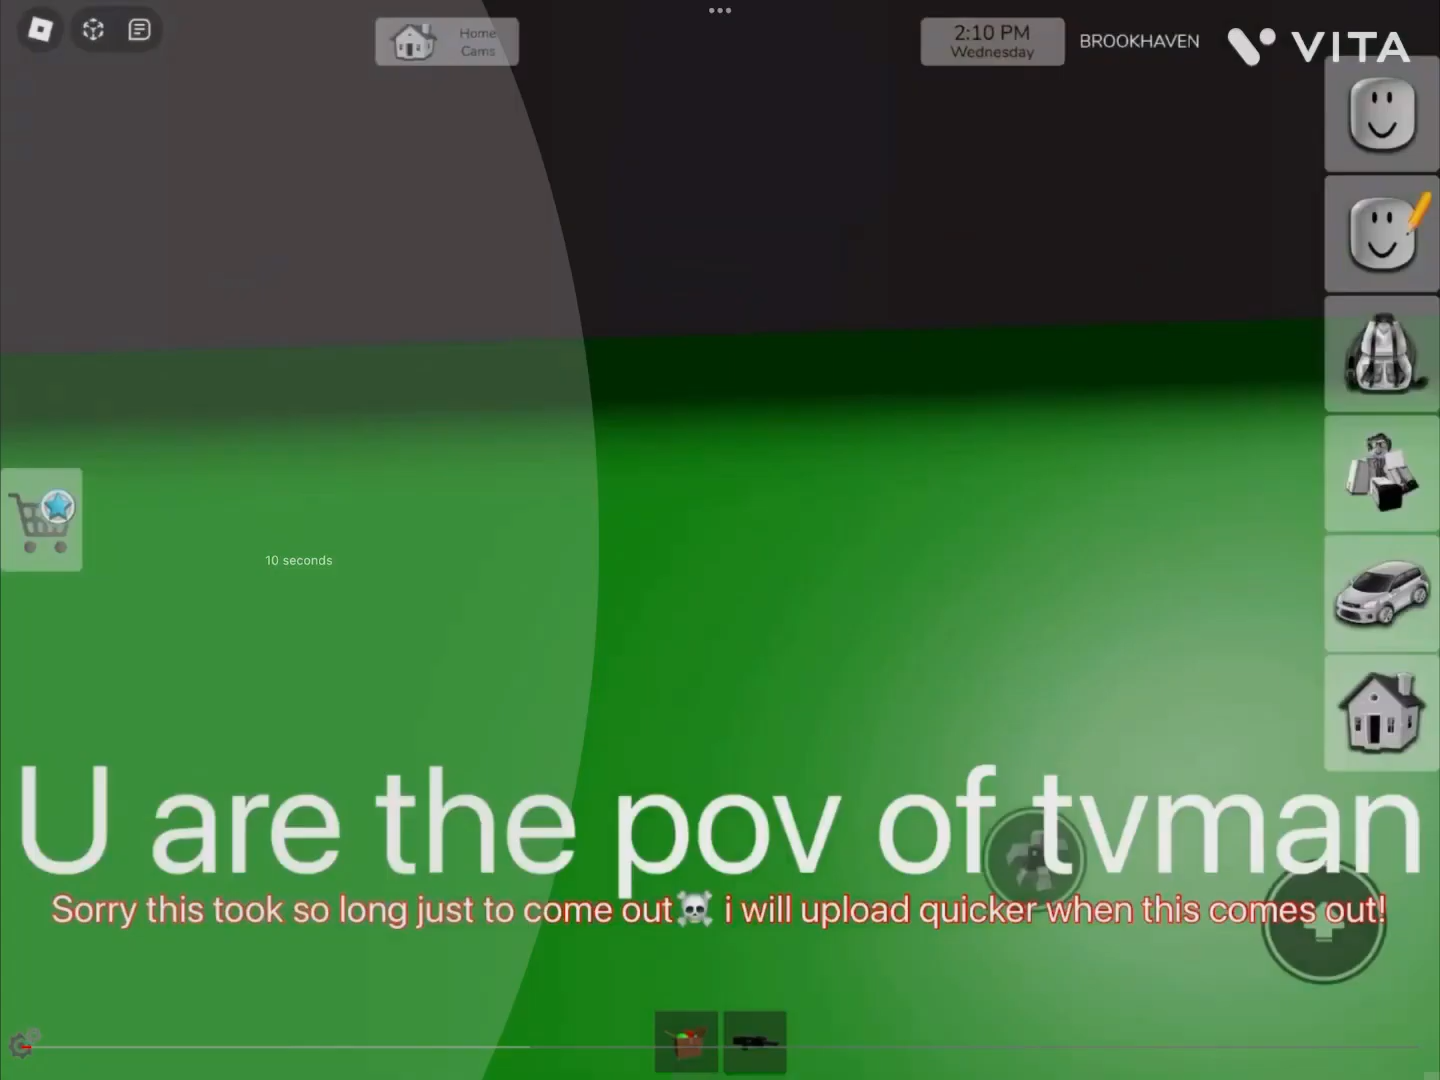 Home
Cams
2:10 PM
Wednesday
BROOKHAVEN
VITA
10 seconds
U are the pov of tvman
Sorry this took so long just to come out☠️ i will upload quicker when this comes out!